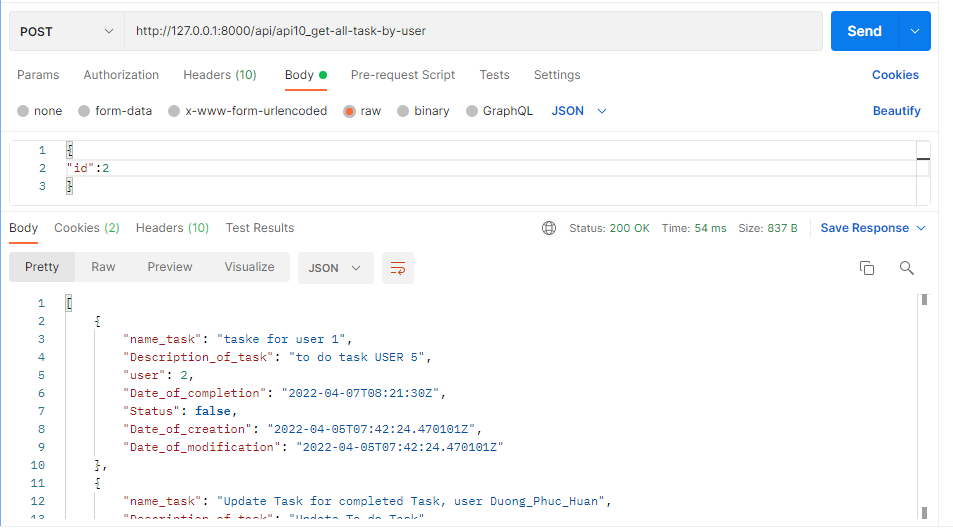 POST http://127.0.0.1:8000/api/api10_get-all-task-by-user Send
Params Authorization Headers (10) Body Pre-request Script Tests Settings Cookies
none form-data x-www-form-urlencoded raw binary GraphQL JSON Beautify
1 {
2 "id":2
3 }
Body Cookies (2) Headers (10) Test Results Status: 200 OK Time: 54 ms Size: 837 B Save Response
Pretty Raw Preview Visualize JSON
1 [
2 {
3 "name_task": "taske for user 1",
4 "Description_of_task": "to do task USER 5",
5 "user": 2,
6 "Date_of_completion": "2022-04-07T08:21:30Z",
7 "Status": false,
8 "Date_of_creation": "2022-04-05T07:42:24.470101Z",
9 "Date_of_modification": "2022-04-05T07:42:24.470101Z"
10 },
11 {
12 "name_task": "Update Task for completed Task, user Duong_Phuc_Huan",
13 "Description_of_task": "Update To do Task"